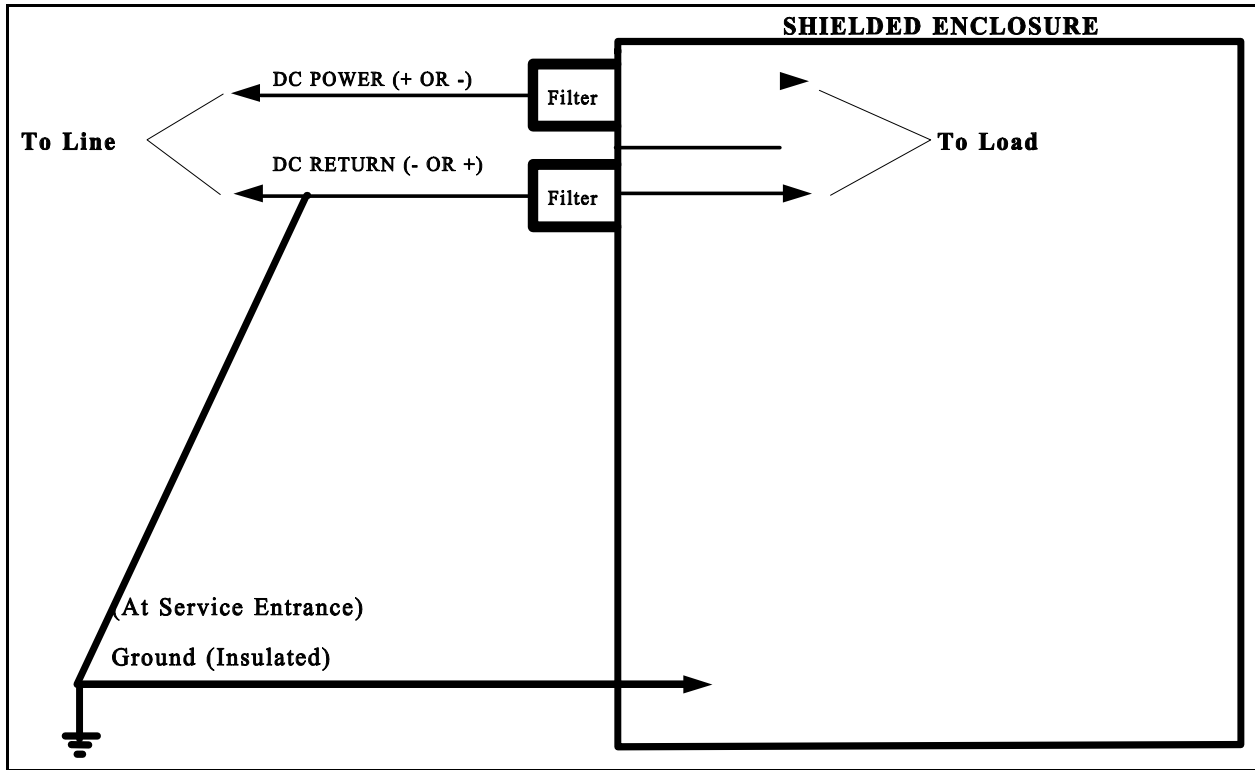 SHIELDED ENCLOSURE
DC POWER (+ OR -)
Filter
To Line
To Load
DC RETURN (- OR +)
Filter
(At Service Entrance)
Ground (Insulated)